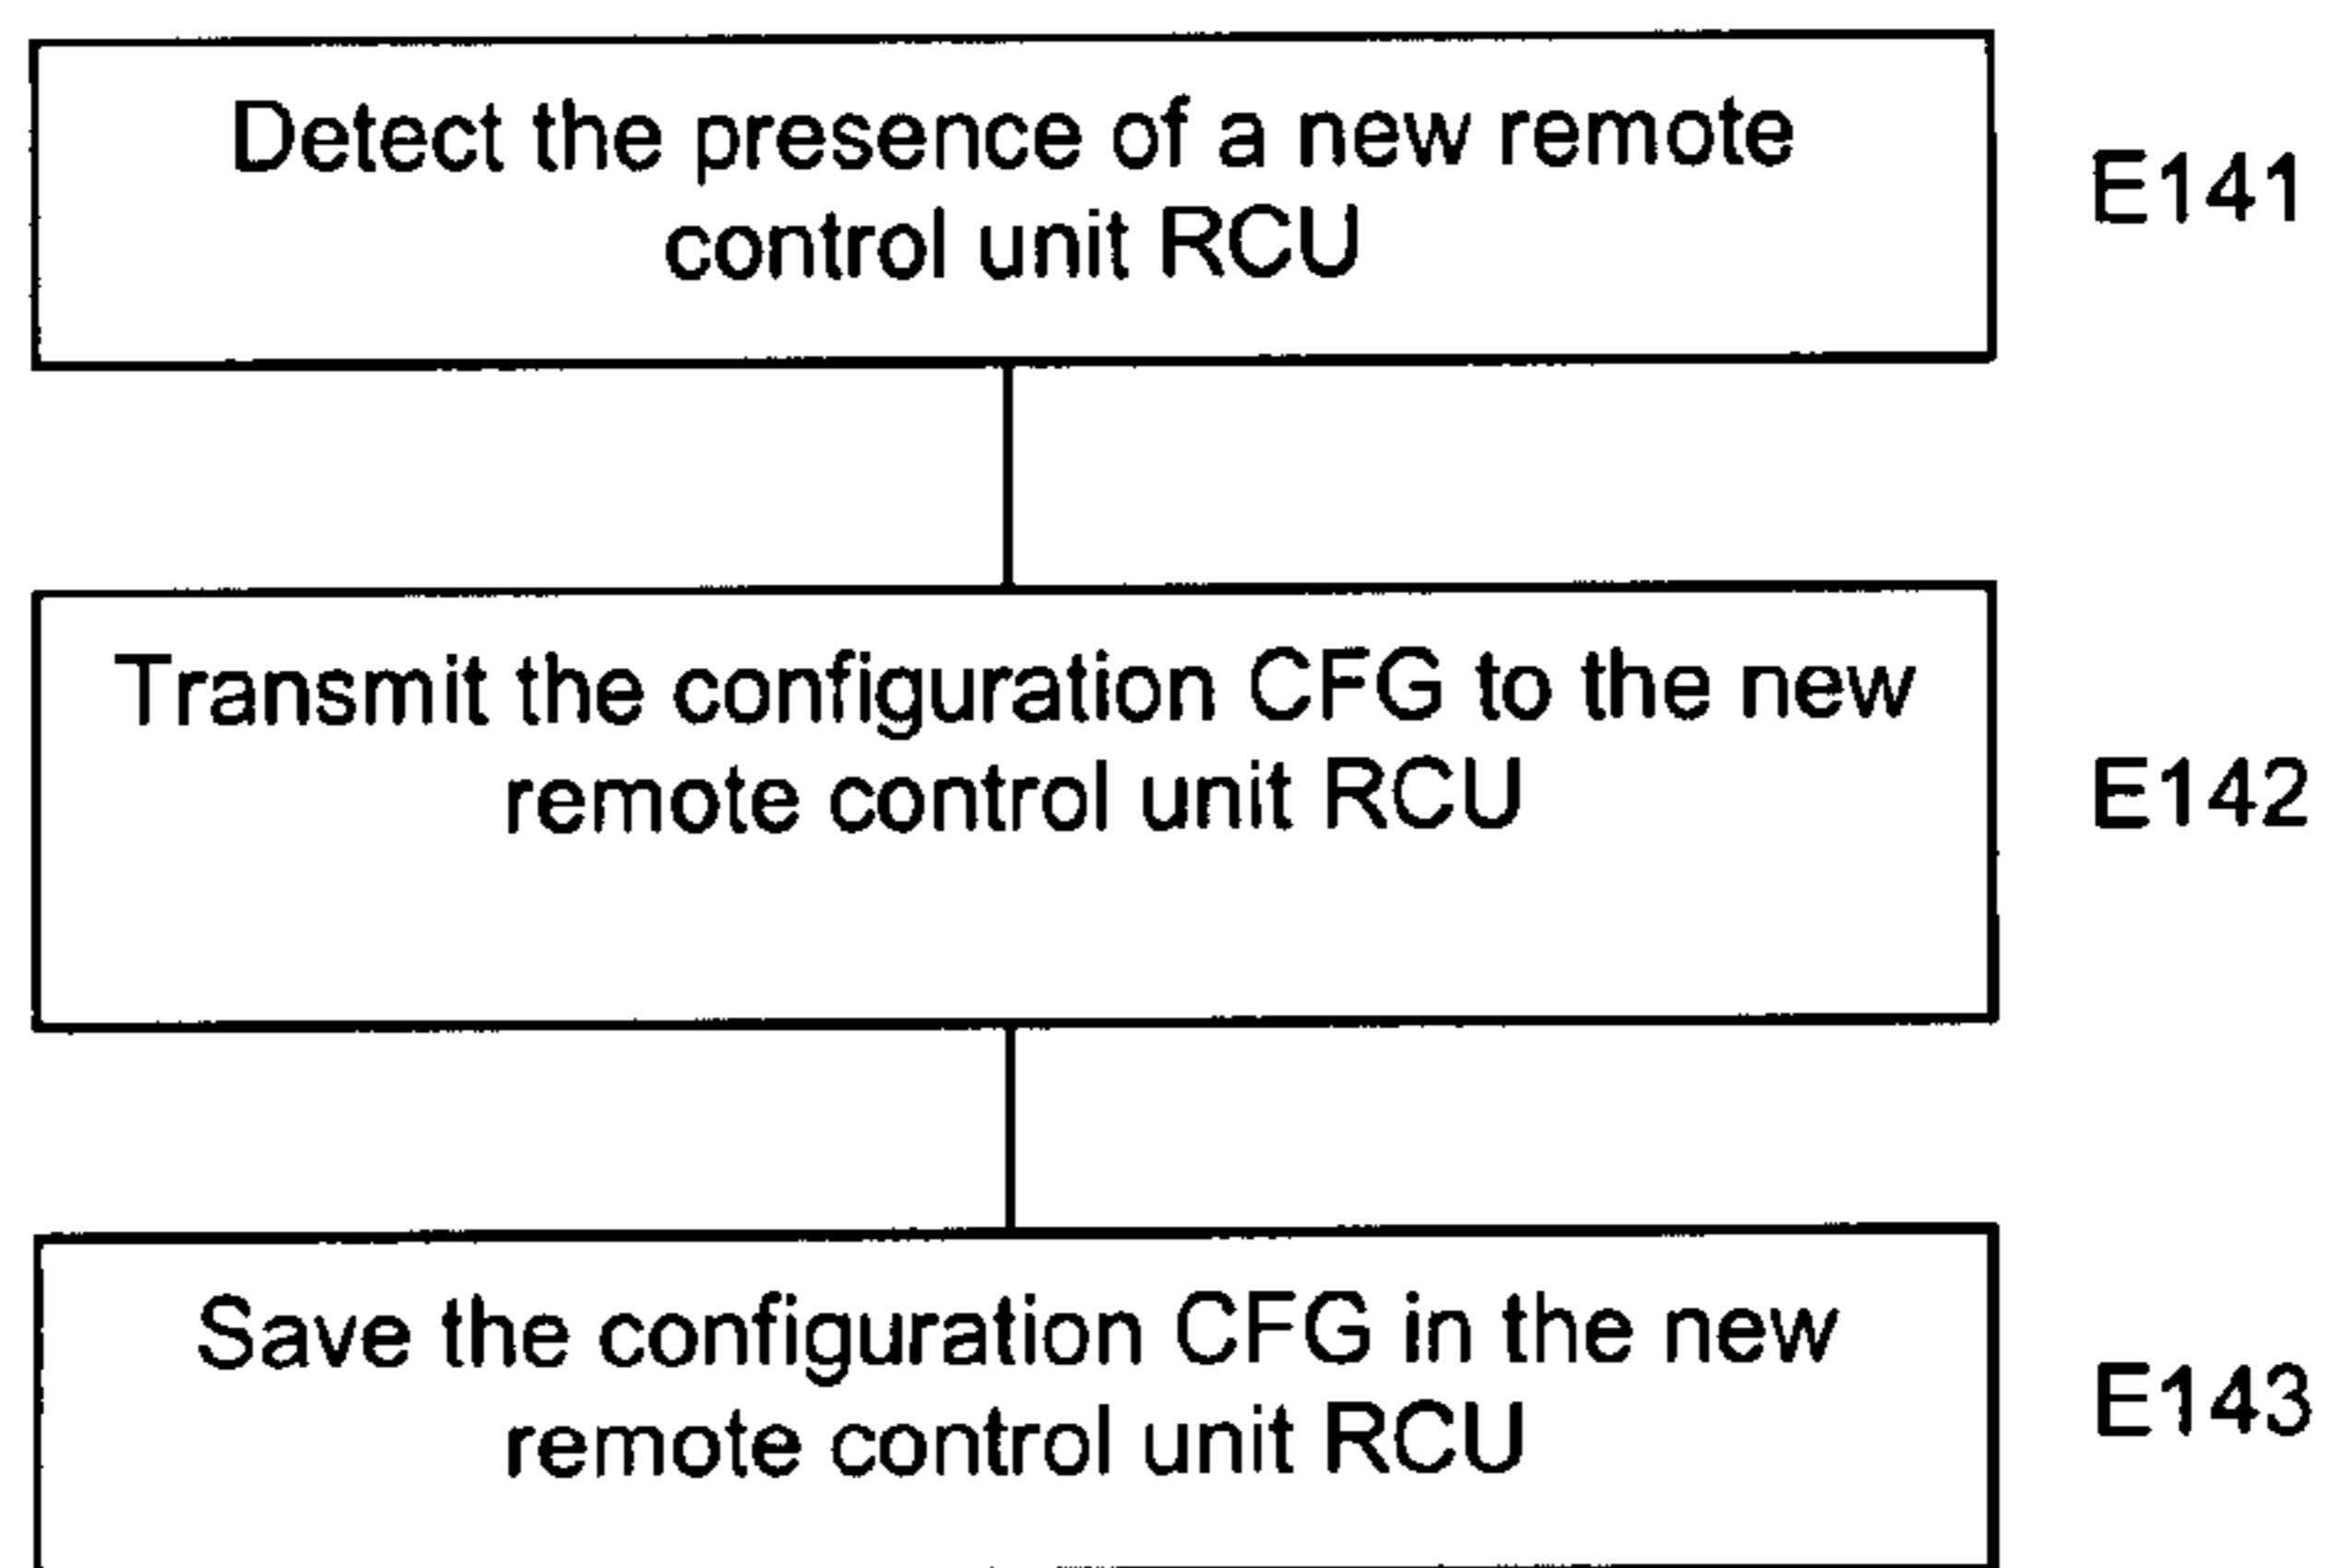 Detect the presence of a new remote
control unit RCU
E141
Transmit the configuration CFG to the new
remote control unit RCU
E142
Save the configuration CFG in the new
remote control unit RCU
E143